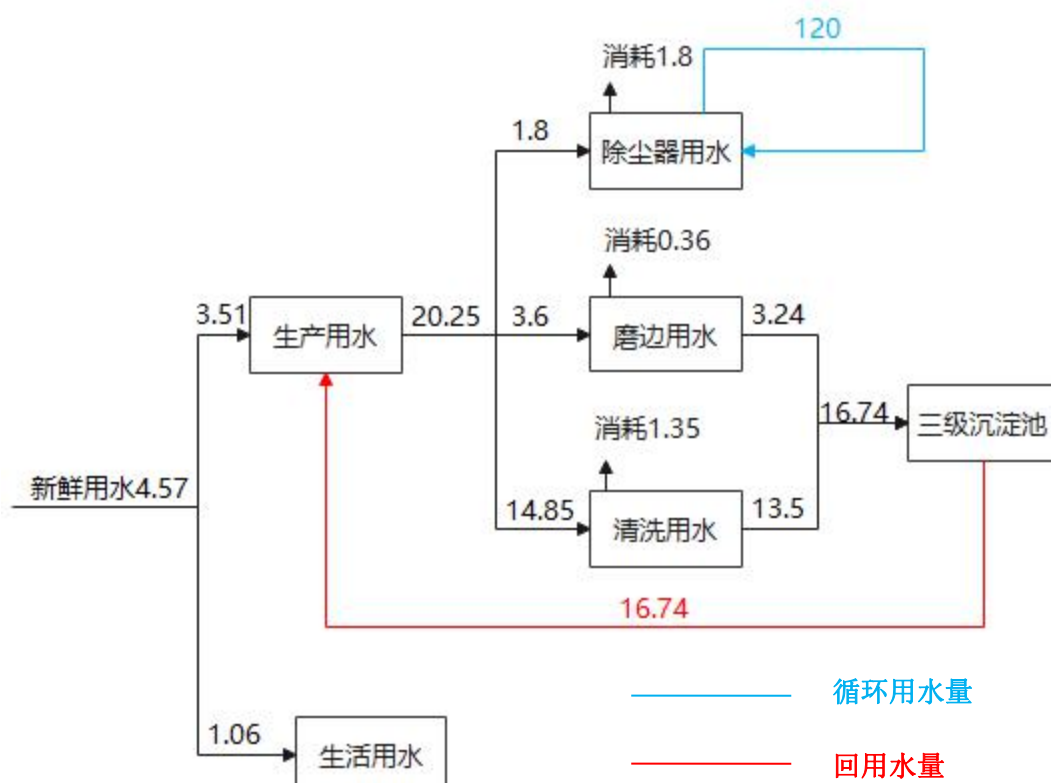 120
消耗1.8
1.8
除尘器用水
消耗0.36
3.51
生产用水
20.25
3.6
磨边用水
3.24
消耗1.35
16.74
三级沉淀池
新鲜用水4.57
14.85
清洗用水
13.5
16.74
循环用水量
1.06
生活用水
回用水量